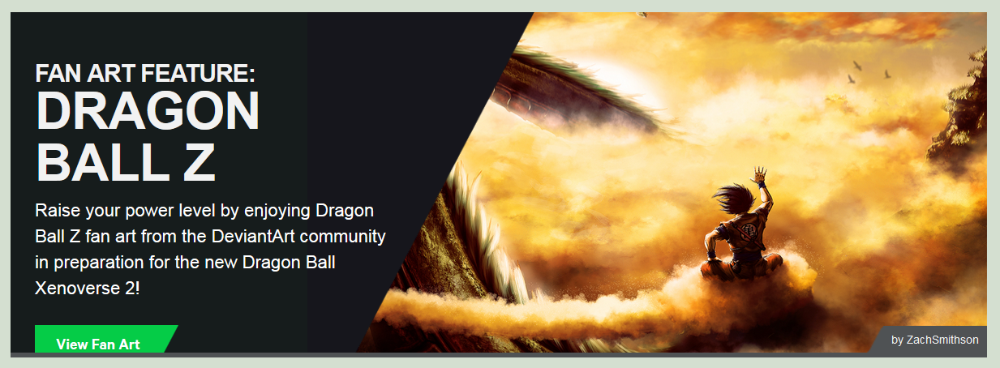 FAN ART FEATURE:
DRAGON
BALL Z
Raise your power level by enjoying Dragon
Ball Z fan art from the DeviantArt community
in preparation for the new Dragon Ball
Xenoverse 2!
View Fan Art
by ZachSmithson